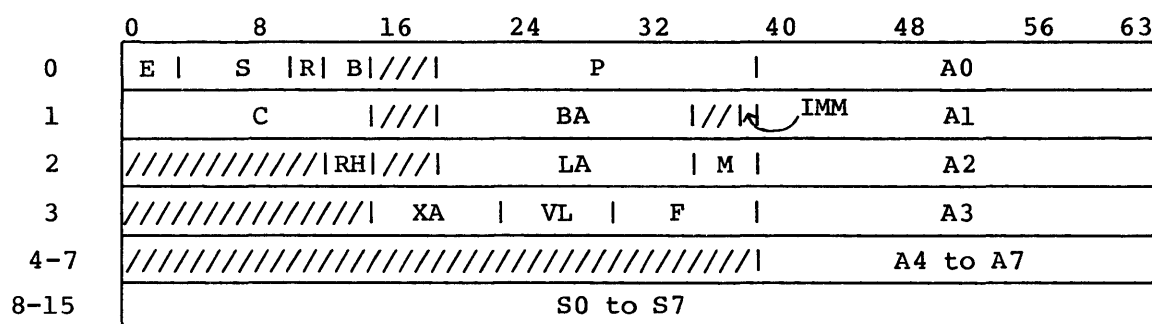 0 8 16 24 32 40 48 56 63
0 E | S |R| B|///| P | A0
1 C |///| BA |//| IMM A1
2 ////////////|RH|///| LA | M | A2
3 ///////////////| XA | VL | F | A3
4-7 ///////////////////////////////////////| A4 to A7
8-15 S0 to S7